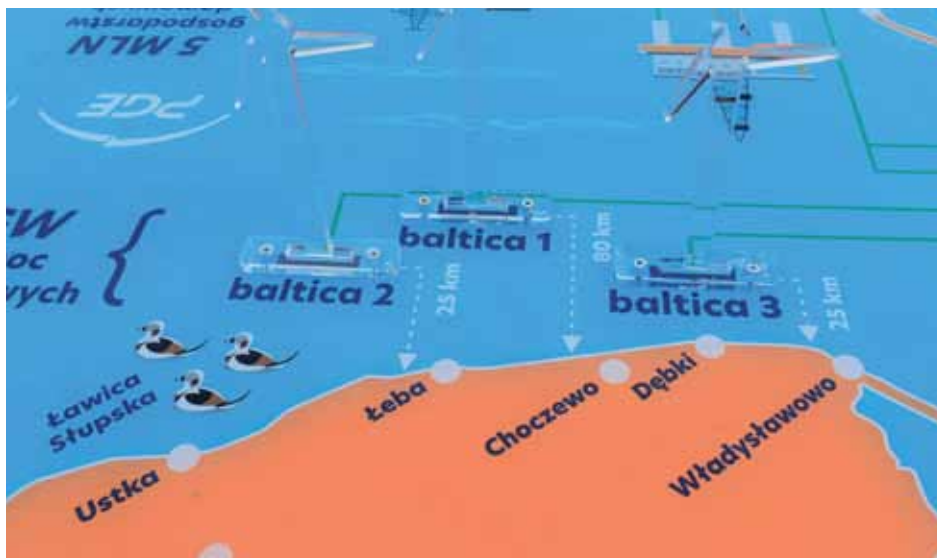 5 MLN
gospodarstw
PGE
baltica 1
80 km
baltica 2
25 km
baltica 3
25 km
Ławica
Słupska
Łeba
Choczewo
Dębki
Władysławowo
Ustka